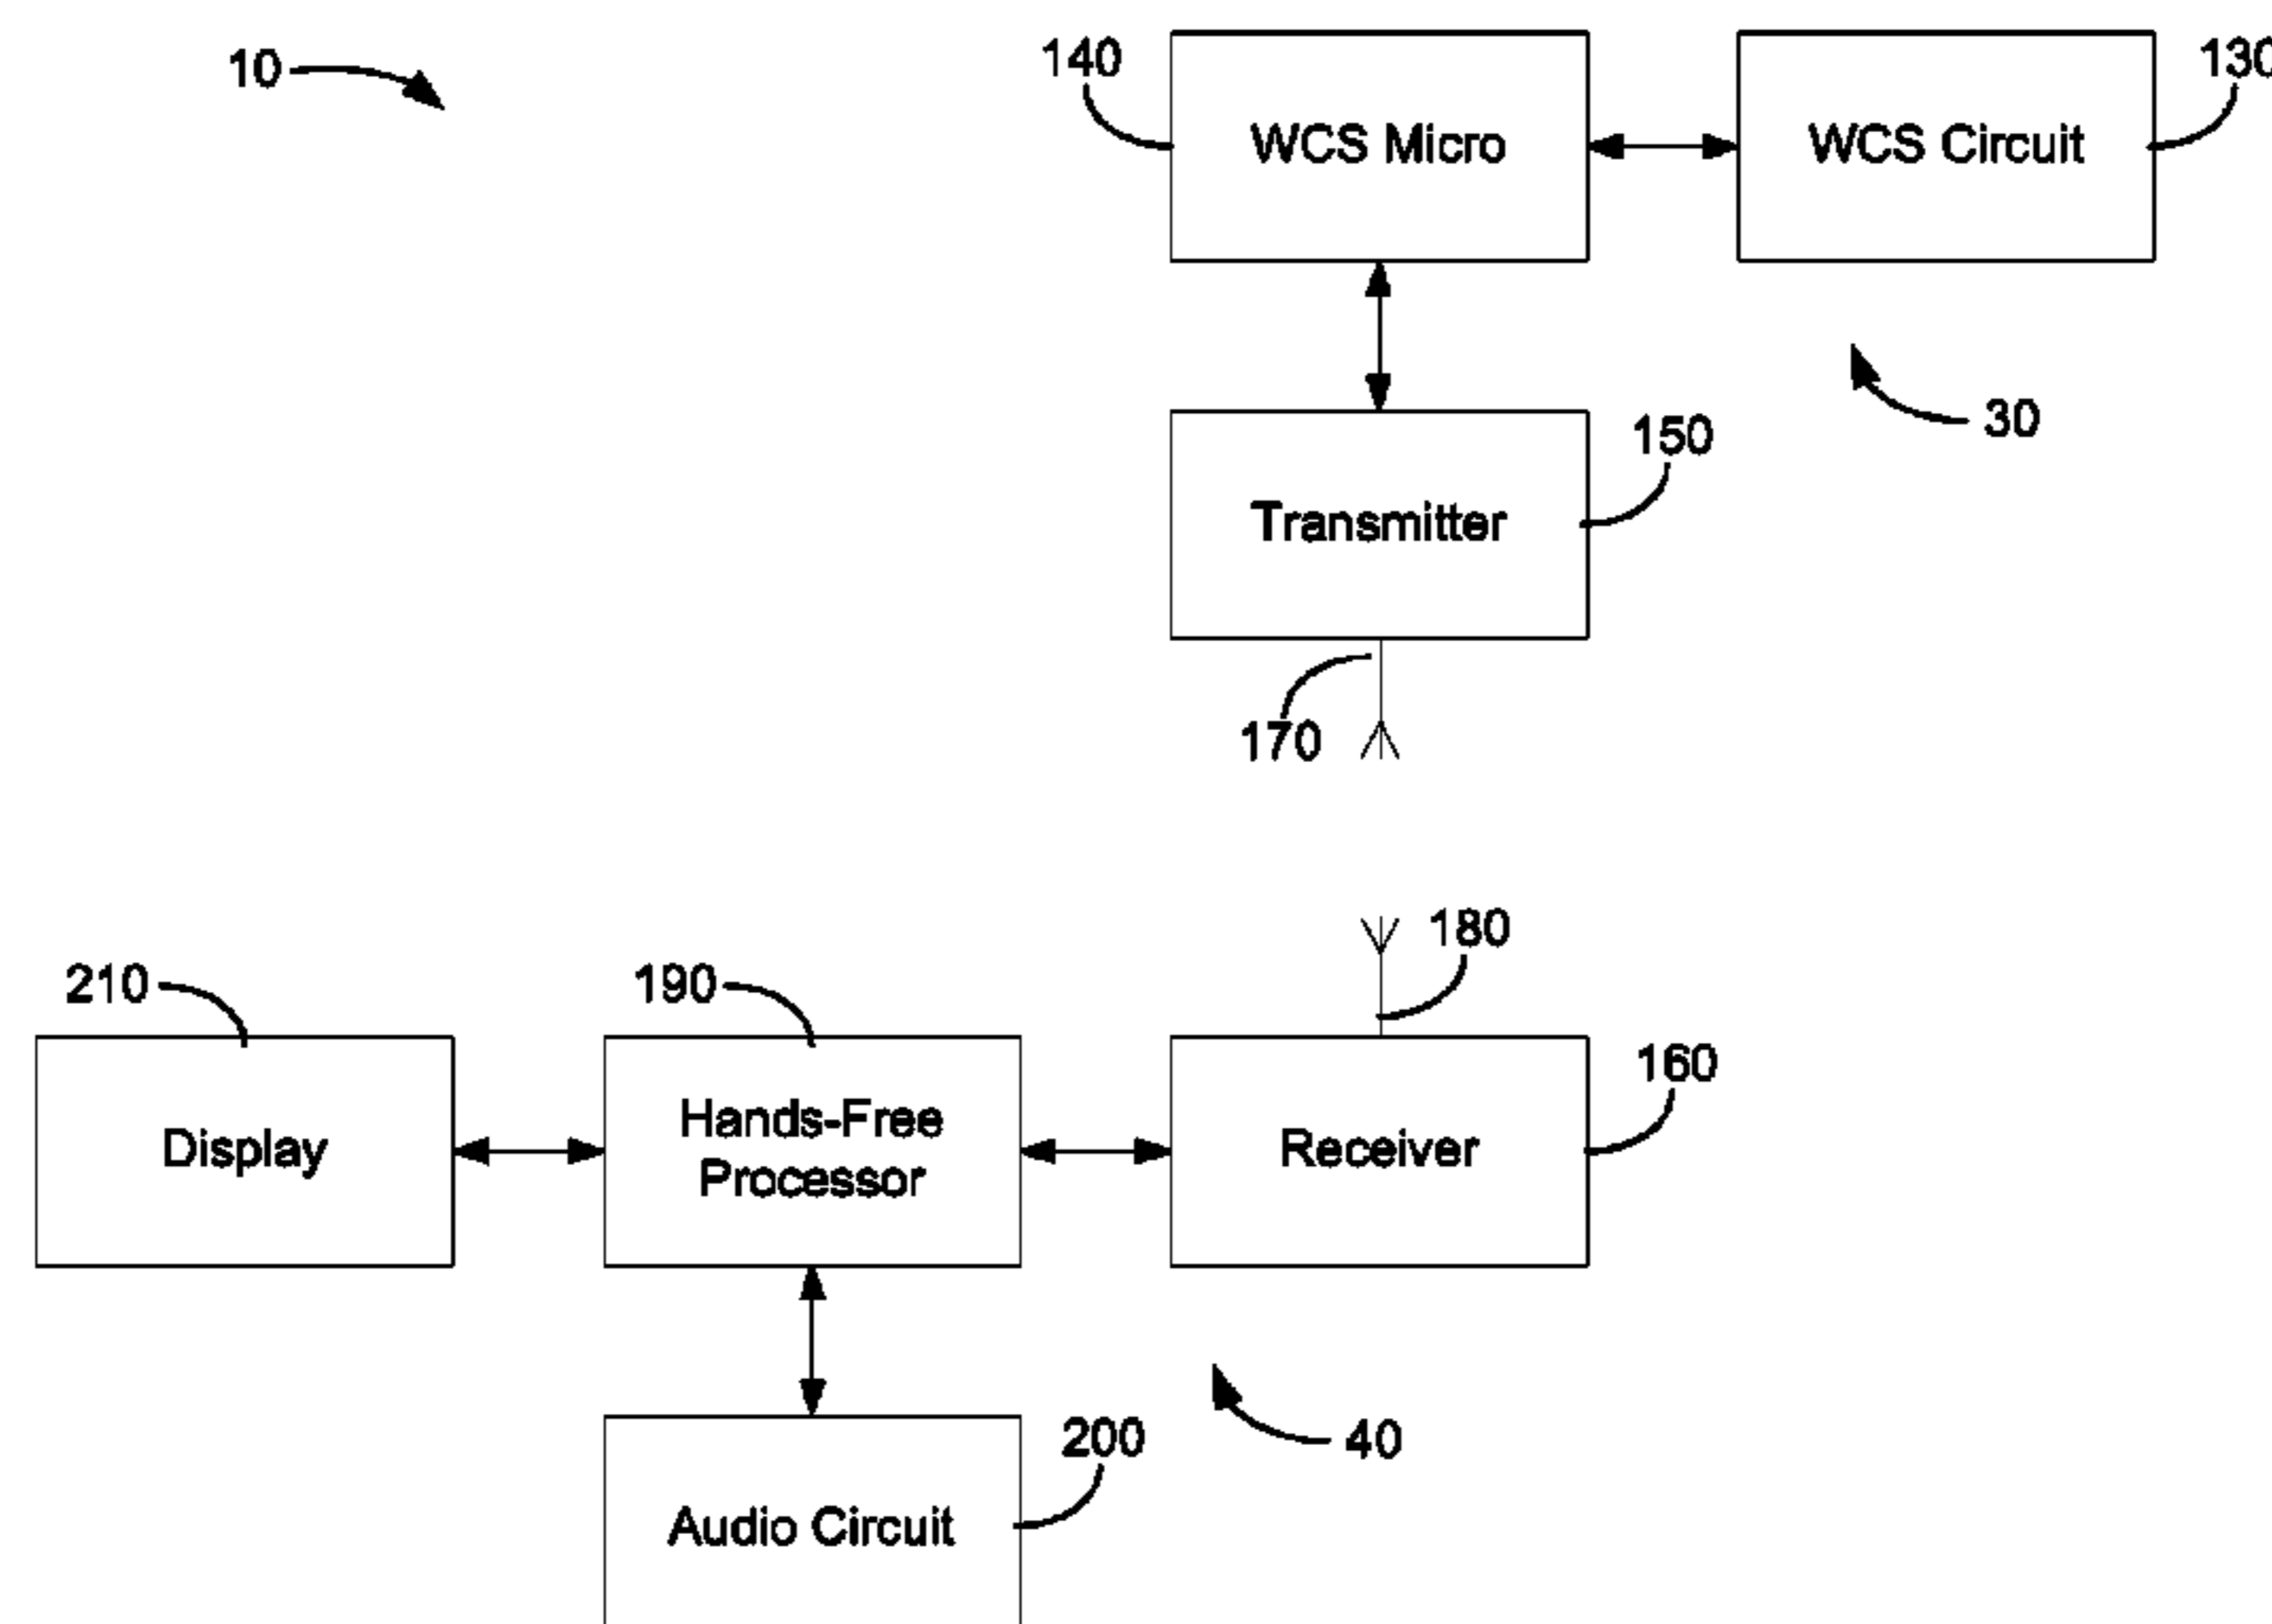 10
140
WCS Micro
WCS Circuit
130
30
Transmitter
150
170
180
210
190
160
Display
Hands-Free
Processor
Receiver
40
200
Audio Circuit